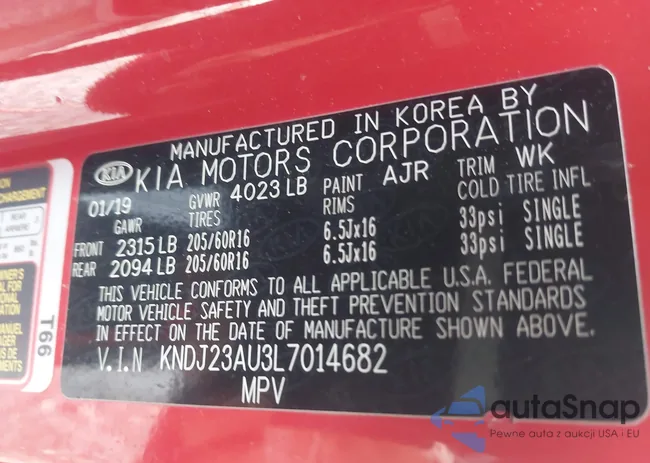 MANUFACTURED IN KOREA BY
KIA KIA MOTORS CORPORATION
01/19 GVWR 4023 LB PAINT AJR TRIM WK
GAWR TIRES RIMS COLD TIRE INFL
FRONT 2315 LB 205/60R16 6.5Jx16 33psi SINGLE
REAR 2094 LB 205/60R16 6.5Jx16 33psi SINGLE
THIS VEHICLE CONFORMS TO ALL APPLICABLE U.S.A. FEDERAL
MOTOR VEHICLE SAFETY AND THEFT PREVENTION STANDARDS
IN EFFECT ON THE DATE OF MANUFACTURE SHOWN ABOVE.
V.I.N KNDJ23AU3L7014682
MPV
T66
REAR
MANUEL
autaSnap
Pewne auta z aukcji USA i EU